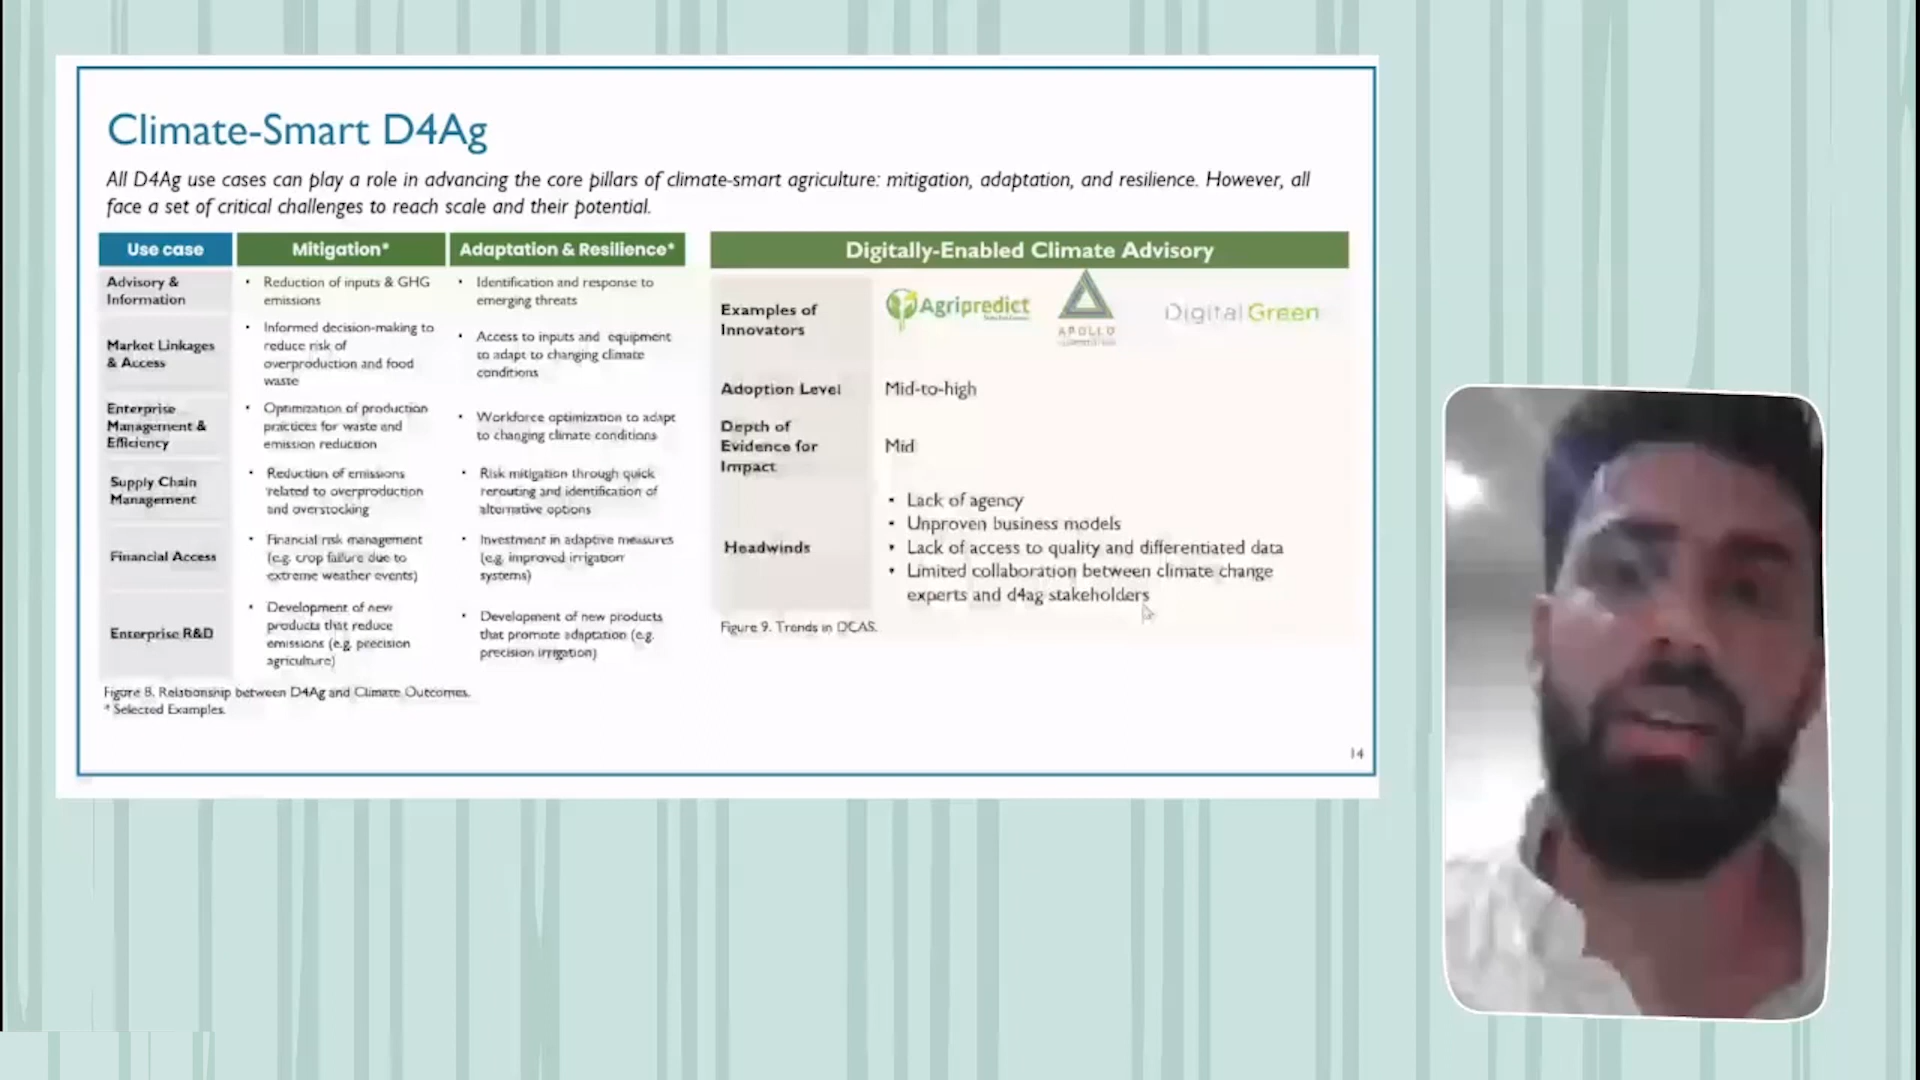 Climate-Smart D4Ag
All D4Ag use cases can play a role in advancing the core pillars of climate-smart agriculture: mitigation, adaptation, and resilience. However, all
face a set of critical challenges to reach scale and their potential.
Use case
Mitigation*
Adaptation & Resilience*
Advisory &
Information
• Reduction of inputs & GHG
emissions
• Identification and response to
emerging threats
Market Linkages
& Access
• Informed decision-making to
reduce risk of
overproduction and food
waste
• Access to inputs and equipment
to adapt to changing climate
conditions
Enterprise
Management &
Efficiency
• Optimization of production
practices for waste and
emission reduction
• Workforce optimization to adapt
to changing climate conditions
Supply Chain
Management
• Reduction of emissions
related to overproduction
and overstocking
• Risk mitigation through quick
rerouting and identification of
alternative options
Financial Access
• Financial risk management
(e.g. crop failure due to
extreme weather events)
• Investment in adaptive measures
(e.g. improved irrigation
systems)
Enterprise R&D
• Development of new
products that reduce
emissions (e.g. precision
agriculture)
• Development of new products
that promote adaptation (e.g.
precision irrigation)
Figure 8. Relationship between D4Ag and Climate Outcomes.
* Selected Examples.
Digitally-Enabled Climate Advisory
Examples of
Innovators
Agripredict
APOLLO
Digital Green
Adoption Level
Mid-to-high
Depth of
Evidence for
Impact
Mid
Headwinds
• Lack of agency
• Unproven business models
• Lack of access to quality and differentiated data
• Limited collaboration between climate change
experts and d4ag stakeholders
Figure 9. Trends in DCAS.
14